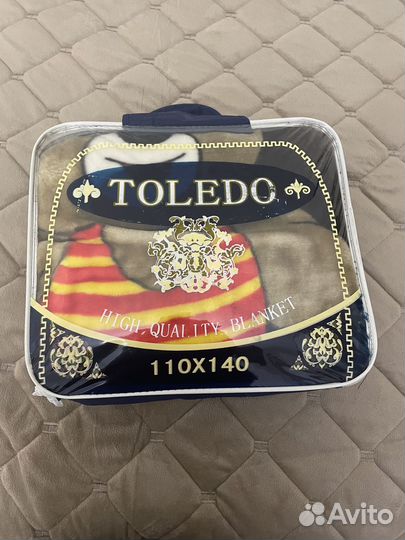 TOLEDO
HIGH QUALITY BLANKET
110X140
Avito